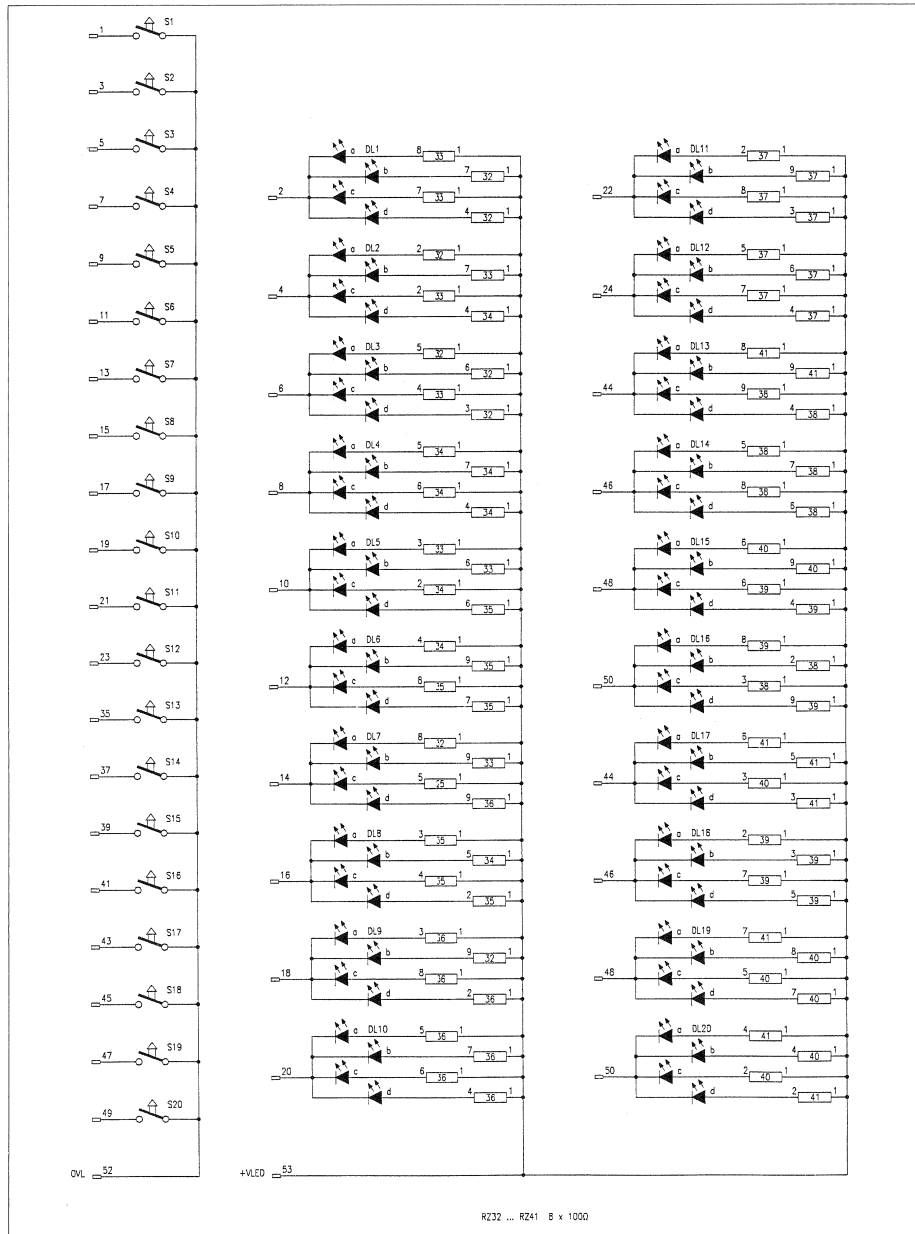 1 S1
3 S2
5 S3
7 S4
9 S5
11 S6
13 S7
15 S8
17 S9
19 S10
21 S11
23 S12
35 S13
37 S14
39 S15
41 S16
43 S17
45 S18
47 S19
49 S20
OVL 52
a DL1 8 33 1
b 7 32 1
2 c 7 33 1
d 4 32 1
a DL2 2 32 1
b 7 33 1
4 c 2 33 1
d 4 34 1
a DL3 5 32 1
b 6 32 1
6 c 4 33 1
d 3 32 1
a DL4 5 34 1
b 7 34 1
8 c 6 34 1
d 4 34 1
a DL5 3 33 1
b 6 33 1
10 c 2 34 1
d 6 35 1
a DL6 4 34 1
b 9 35 1
12 c 8 35 1
d 7 35 1
a DL7 8 32 1
b 9 33 1
14 c 5 25 1
d 9 36 1
a DL8 3 35 1
b 5 34 1
16 c 4 35 1
d 2 35 1
a DL9 3 36 1
b 9 32 1
18 c 8 36 1
d 2 36 1
a DL10 5 36 1
b 7 36 1
20 c 6 36 1
d 4 36 1
+VLED 53
a DL11 2 37 1
b 9 37 1
22 c 8 37 1
d 3 37 1
a DL12 5 37 1
b 6 37 1
24 c 7 37 1
d 4 37 1
a DL13 8 41 1
b 9 41 1
44 c 9 38 1
d 4 38 1
a DL14 5 38 1
b 7 38 1
46 c 8 38 1
d 6 38 1
a DL15 6 40 1
b 9 40 1
48 c 6 39 1
d 4 39 1
a DL16 8 39 1
b 2 38 1
50 c 3 38 1
d 9 39 1
a DL17 6 41 1
b 5 41 1
44 c 3 40 1
d 3 41 1
a DL18 2 39 1
b 3 39 1
46 c 7 39 1
d 5 39 1
a DL19 7 41 1
b 8 40 1
48 c 5 40 1
d 7 40 1
a DL20 4 41 1
b 4 40 1
50 c 2 40 1
d 2 41 1
RZ32 ... RZ41 8 x 100Ω